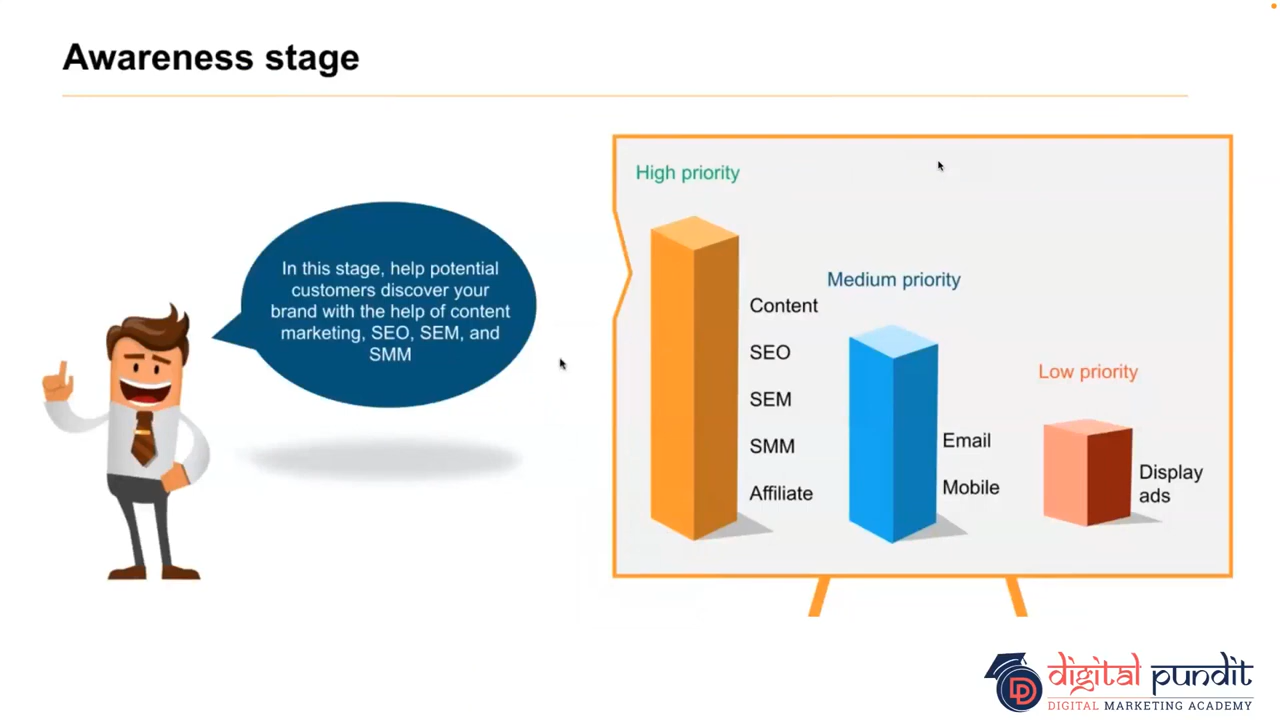 Awareness stage
In this stage, help potential
customers discover your
brand with the help of content
marketing, SEO, SEM, and
SMM
High priority
Content
SEO
SEM
SMM
Affiliate
Medium priority
Email
Mobile
Low priority
Display
ads
digital pundit
DIGITAL MARKETING ACADEMY